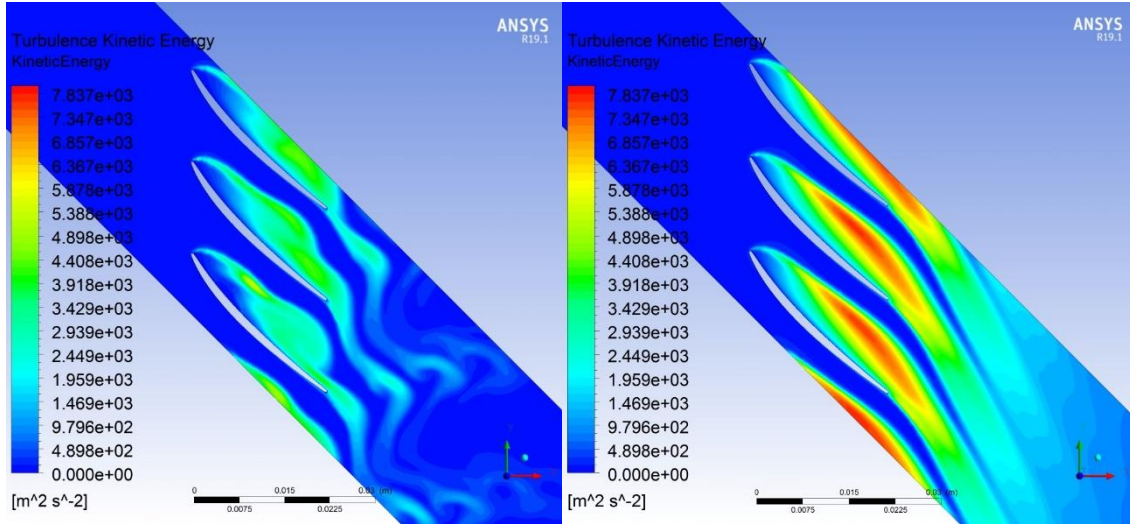 ANSYS
R19.1
Turbulence Kinetic Energy
KineticEnergy
7.837e+03
7.347e+03
6.857e+03
6.367e+03
5.878e+03
5.388e+03
4.898e+03
4.408e+03
3.918e+03
3.429e+03
2.939e+03
2.449e+03
1.959e+03
1.469e+03
9.796e+02
4.898e+02
0.000e+00
[m^2 s^-2]
0 0.015 0.03 (m)
0.0075 0.0225
ANSYS
R19.1
Turbulence Kinetic Energy
KineticEnergy
7.837e+03
7.347e+03
6.857e+03
6.367e+03
5.878e+03
5.388e+03
4.898e+03
4.408e+03
3.918e+03
3.429e+03
2.939e+03
2.449e+03
1.959e+03
1.469e+03
9.796e+02
4.898e+02
0.000e+00
[m^2 s^-2]
0 0.015 0.03 (m)
0.0075 0.0225